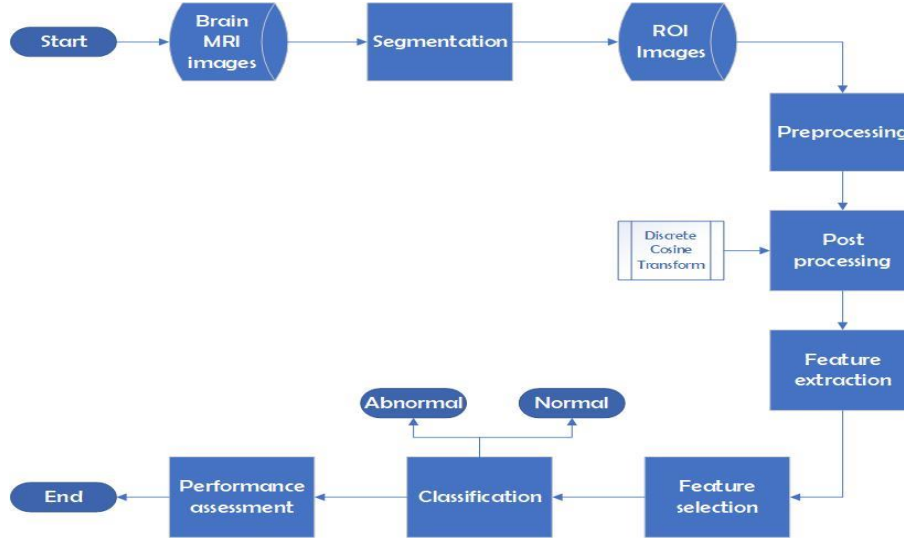 Start
Brain
MRI
images
Segmentation
ROI
Images
Preprocessing
Discrete
Cosine
Transform
Post
processing
Feature
extraction
Abnormal
Normal
End
Performance
assessment
Classification
Feature
selection